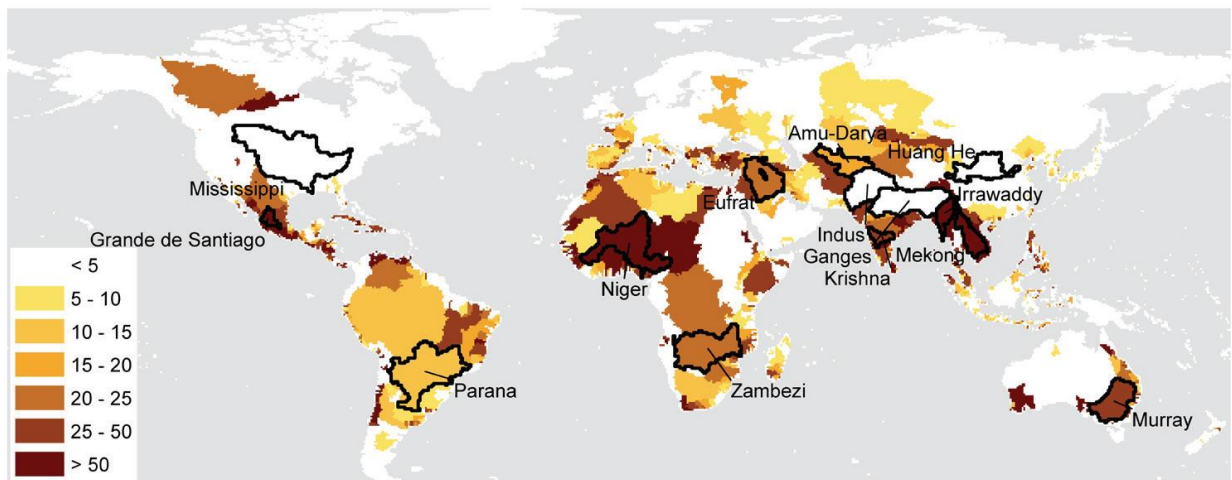 Amu-Darya
Huang He
Mississippi
Irrawaddy
Eufrat
Grande de Santiago
Indus
Ganges
Mekong
Krishna
Niger
Parana
Zambezi
Murray
< 5
5 - 10
10 - 15
15 - 20
20 - 25
25 - 50
> 50